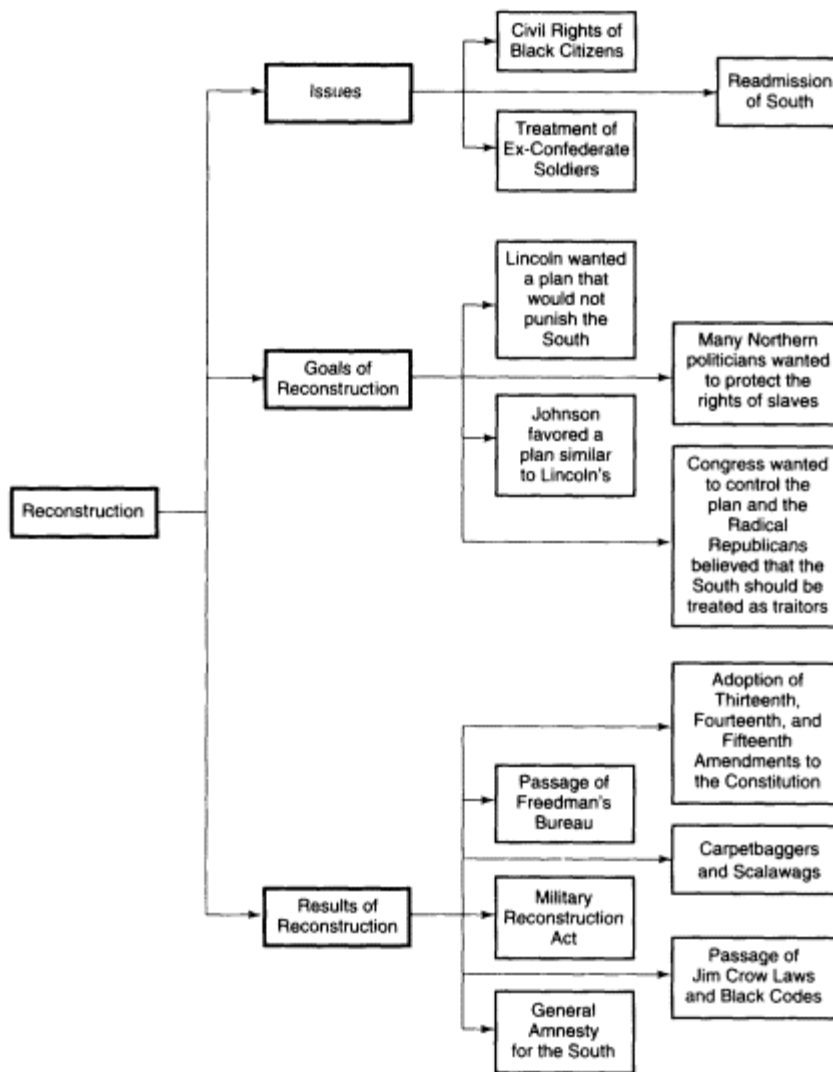 Civil Rights of
Black Citizens
Issues
Readmission
of South
Treatment of
Ex-Confederate
Soldiers
Lincoln wanted
a plan that
would not
punish the
South
Many Northern
politicians wanted
to protect the
rights of slaves
Goals of
Reconstruction
Johnson
favored a
plan similar
to Lincoln's
Congress wanted
to control the
plan and the
Radical
Republicans
believed that the
South should be
treated as traitors
Reconstruction
Adoption of
Thirteenth,
Fourteenth, and
Fifteenth
Amendments to
the Constitution
Passage of
Freedman's
Bureau
Carpetbaggers
and Scalawags
Results of
Reconstruction
Military
Reconstruction
Act
Passage of
Jim Crow Laws
and Black Codes
General
Amnesty
for the South